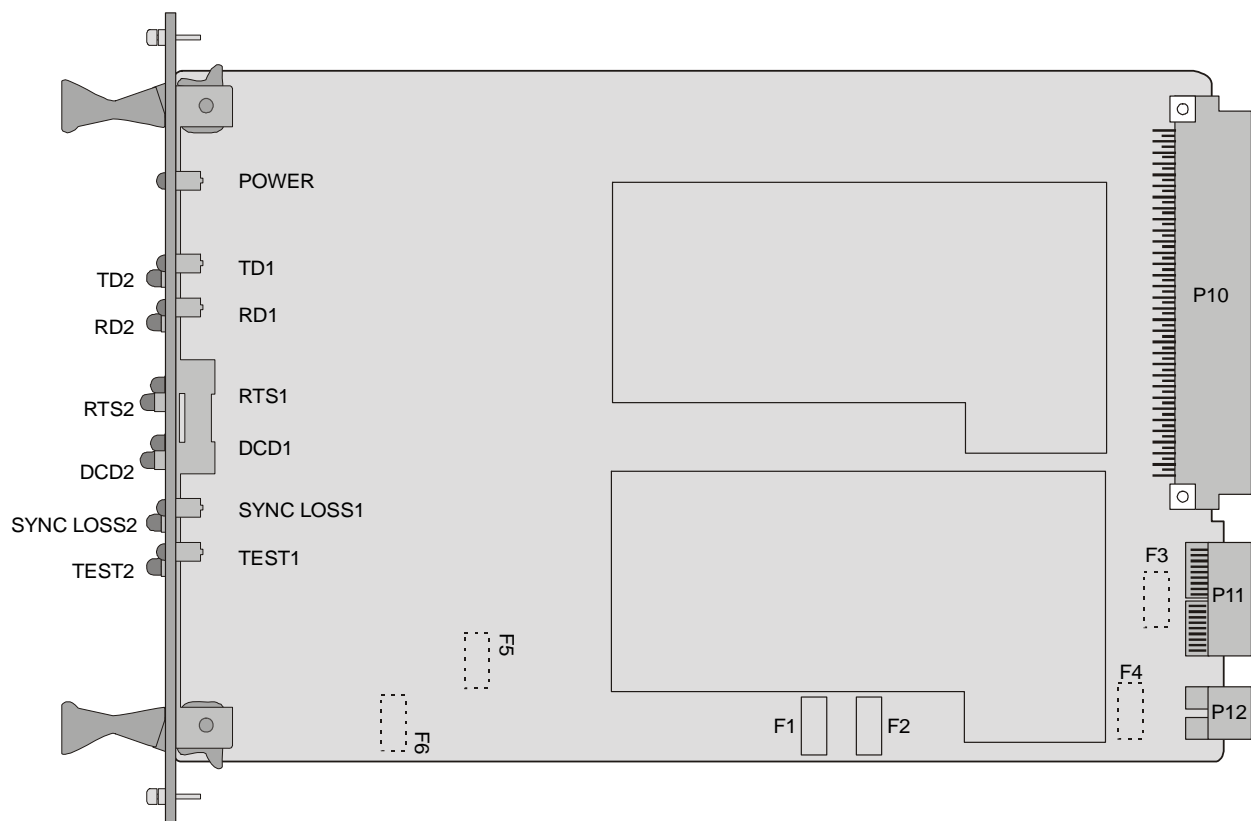 POWER
TD1
TD2
RD1
RD2
RTS1
RTS2
DCD1
DCD2
SYNC LOSS1
SYNC LOSS2
TEST1
TEST2
P10
F3
P11
F5
F4
P12
F1
F2
F6